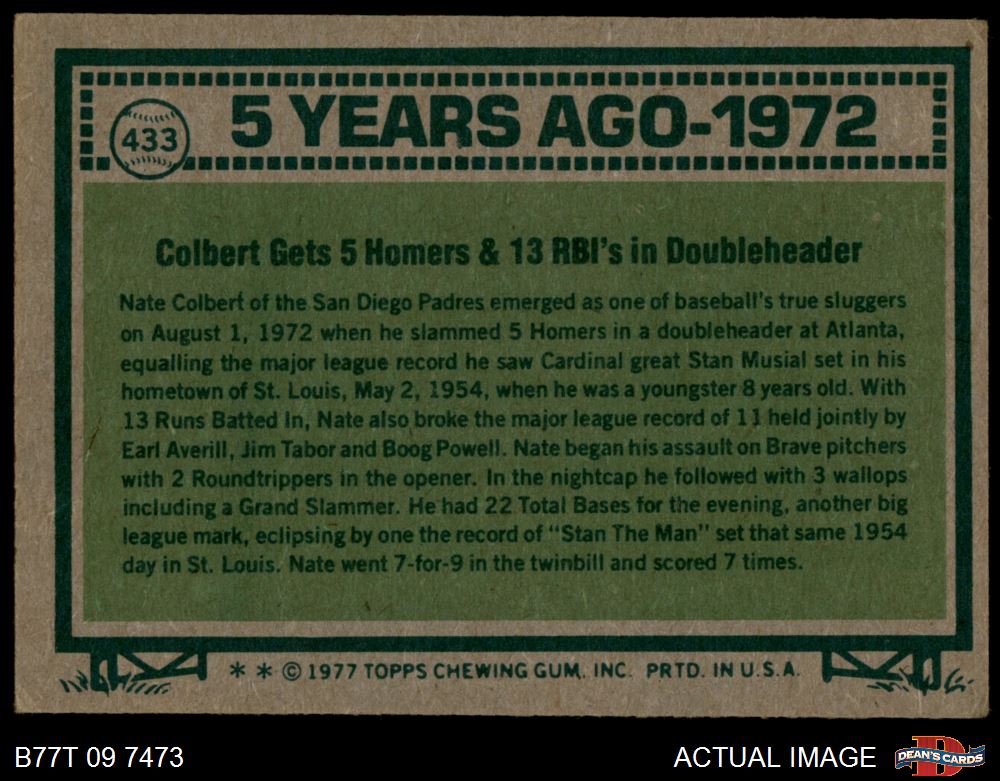 433
5 YEARS AGO-1972
Colbert Gets 5 Homers & 13 RBI's in Doubleheader
Nate Colbert of the San Diego Padres emerged as one of baseball's true sluggers
on August 1, 1972 when he slammed 5 Homers in a doubleheader at Atlanta,
equalling the major league record he saw Cardinal great Stan Musial set in his
hometown of St. Louis, May 2, 1954, when he was a youngster 8 years old. With
13 Runs Batted In, Nate also broke the major league record of 11 held jointly by
Earl Averill, Jim Tabor and Boog Powell. Nate began his assault on Brave pitchers
with 2 Roundtrippers in the opener. In the nightcap he followed with 3 wallops
including a Grand Slammer. He had 22 Total Bases for the evening, another big
league mark, eclipsing by one the record of "Stan The Man" set that same 1954
day in St. Louis. Nate went 7-for-9 in the twinbill and scored 7 times.
* * © 1977 TOPPS CHEWING GUM, INC. PRTD. IN U.S.A.
B77T 09 7473
ACTUAL IMAGE
D
DEAN'S CARDS